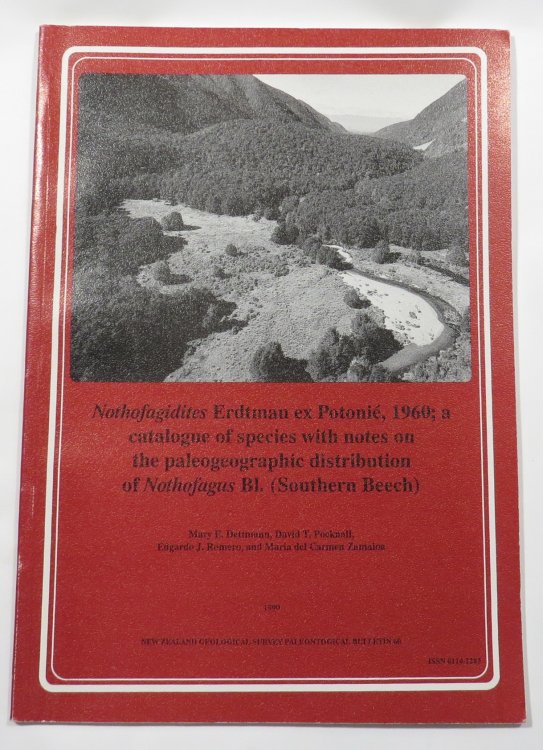 Nothofagidites Erdtman ex Potonié, 1960; a
catalogue of species with notes on
the paleogeographic distribution
of Nothofagus Bl. (Southern Beech)
Mary E. Dettmann, David T. Pocknall,
Edgardo J. Romero, and Maria del Carmen Zamaloa
1990
NEW ZEALAND GEOLOGICAL SURVEY PALEONTOLOGICAL BULLETIN 60
ISSN